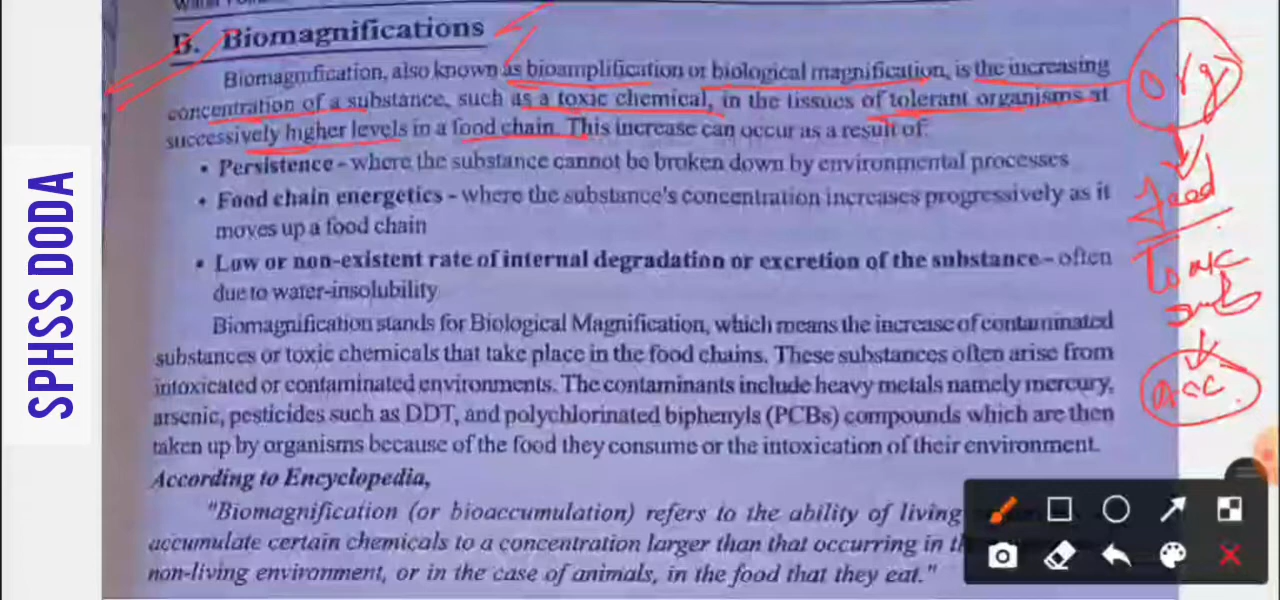 B. Biomagnifications
Biomagnification, also known as bioamplification or biological magnification, is the increasing
concentration of a substance, such as a toxic chemical, in the tissues of tolerant organisms at
successively higher levels in a food chain. This increase can occur as a result of:
• Persistence – where the substance cannot be broken down by environmental processes
• Food chain energetics – where the substance's concentration increases progressively as it
moves up a food chain
• Low or non-existent rate of internal degradation or excretion of the substance – often
due to water-insolubility
Biomagnification stands for Biological Magnification, which means the increase of contaminated
substances or toxic chemicals that take place in the food chains. These substances often arise from
intoxicated or contaminated environments. The contaminants include heavy metals namely mercury,
arsenic, pesticides such as DDT, and polychlorinated biphenyls (PCBs) compounds which are then
taken up by organisms because of the food they consume or the intoxication of their environment.
According to Encyclopedia,
"Biomagnification (or bioaccumulation) refers to the ability of living
accumulate certain chemicals to a concentration larger than that occurring in
non-living environment, or in the case of animals, in the food that they eat."
SPHSS DODA
Org
food
Toxic
Acc.